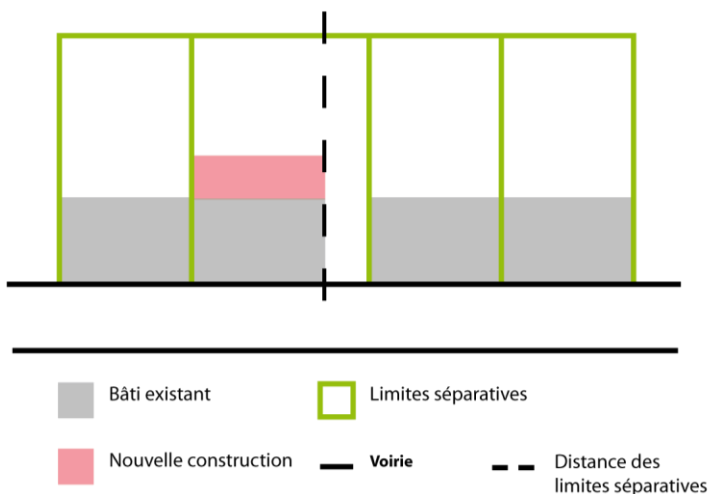 Bâti existant
Limites séparatives
Nouvelle construction
Voirie
Distance des
limites séparatives